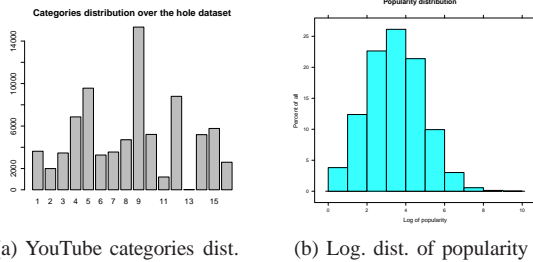 Categories distribution over the hole dataset
14000
10000
6000
2000
0
1 2 3 4 5 6 7 8 9 11 13 15
Popularity distribution
Percent of all
25
20
15
10
5
0
0 2 4 6 8 10
Log of popularity
a) YouTube categories dist.
(b) Log. dist. of popularity